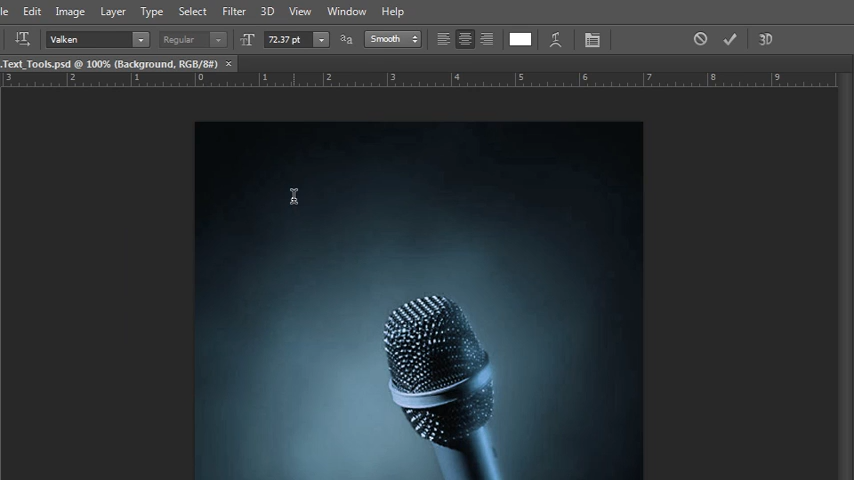 le Edit Image Layer Type Select Filter 3D View Window Help
Valken Regular 72.37 pt Smooth 3D
.Text_Tools.psd @ 100% (Background, RGB/8#) ×
3 2 1 0 1 2 3 4 5 6 7 8 9